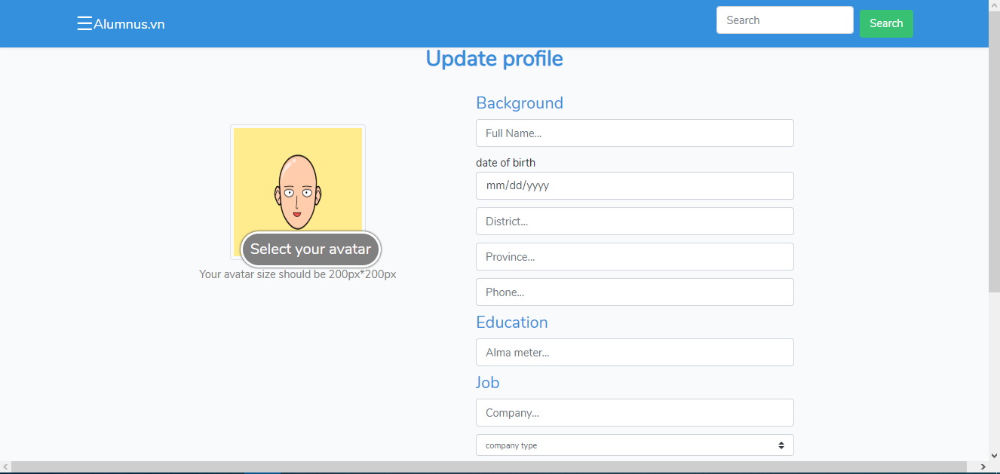 ☰Alumnus.vn
Search
Search
Update profile
Select your avatar
Your avatar size should be 200px*200px
Background
Full Name...
date of birth
mm/dd/yyyy
District...
Province...
Phone...
Education
Alma meter...
Job
Company...
company type